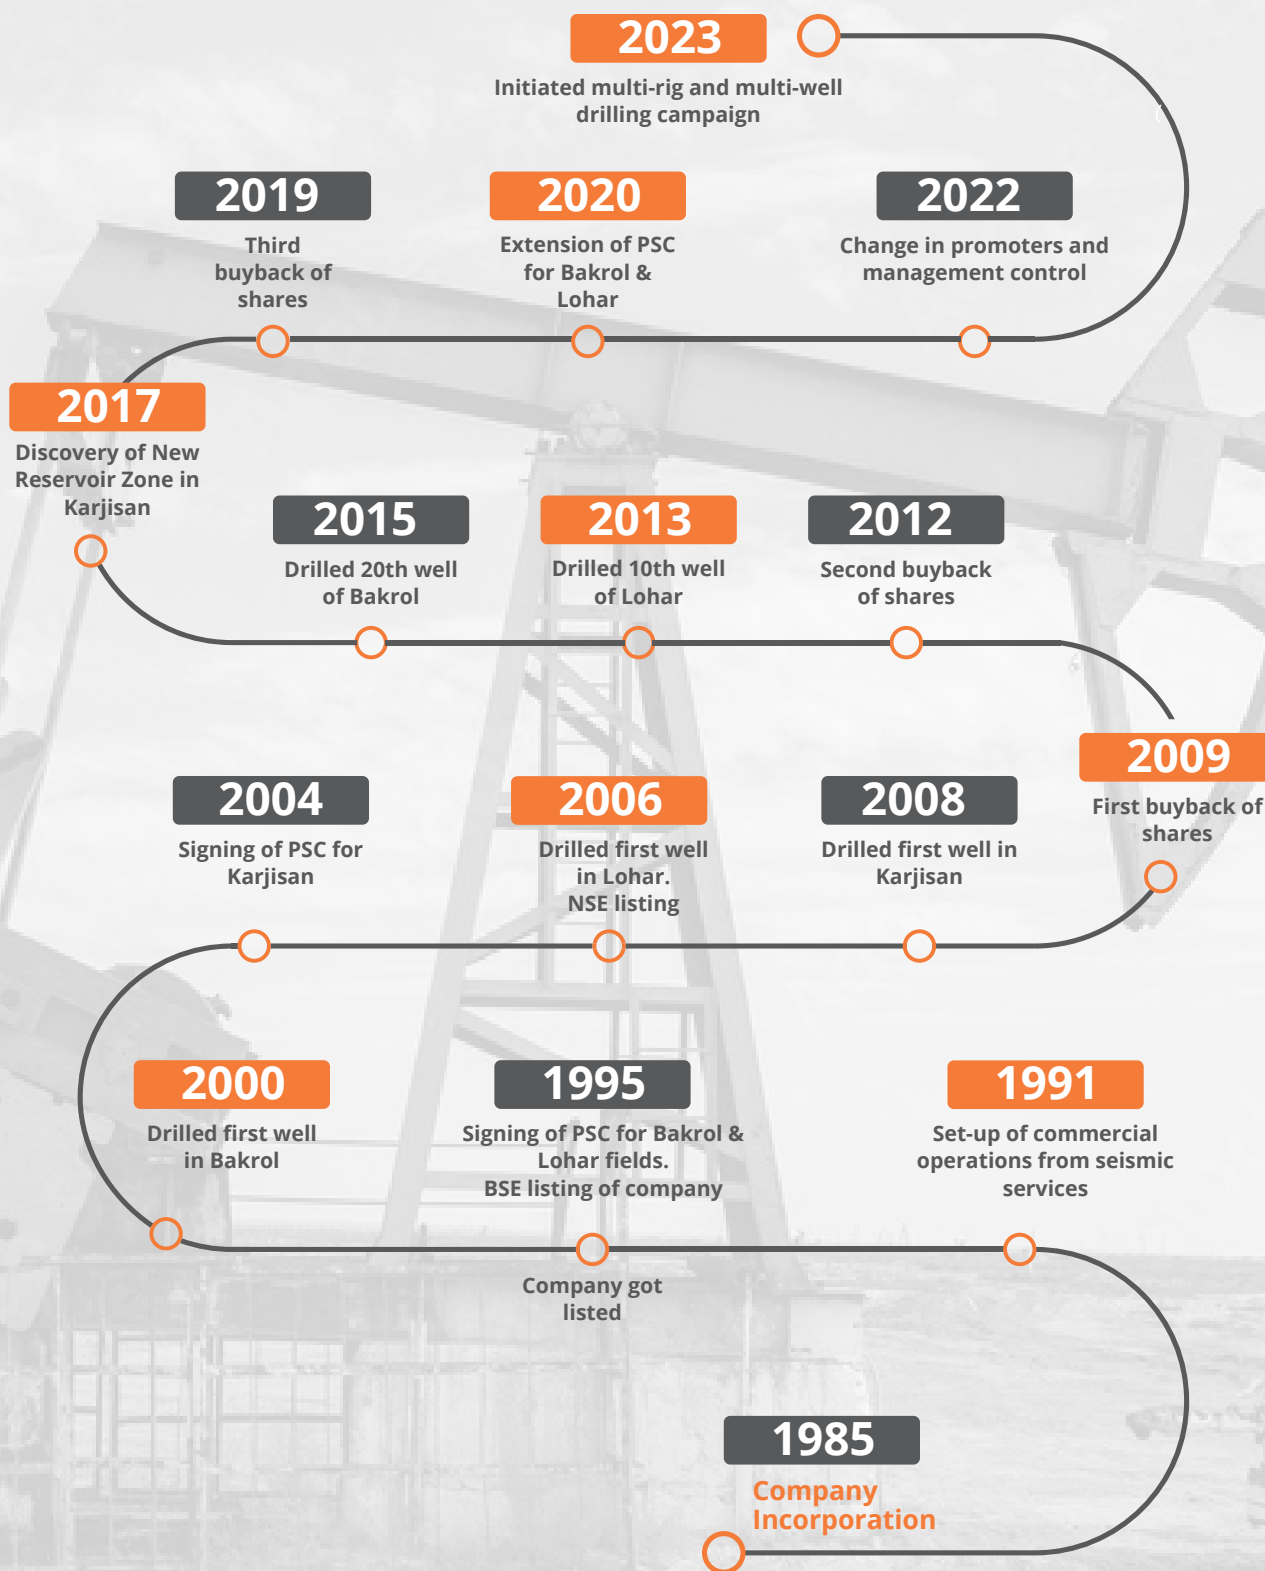 2023
Initiated multi-rig and multi-well
drilling campaign
2019
Third
buyback of
shares
2020
Extension of PSC
for Bakrol &
Lohar
2022
Change in promoters and
management control
2017
Discovery of New
Reservoir Zone in
Karjisan
2015
Drilled 20th well
of Bakrol
2013
Drilled 10th well
of Lohar
2012
Second buyback
of shares
2009
First buyback of
shares
2004
Signing of PSC for
Karjisan
2006
Drilled first well
in Lohar.
NSE listing
2008
Drilled first well in
Karjisan
2000
Drilled first well
in Bakrol
1995
Signing of PSC for Bakrol &
Lohar fields.
BSE listing of company
Company got
listed
1991
Set-up of commercial
operations from seismic
services
1985
Company
Incorporation